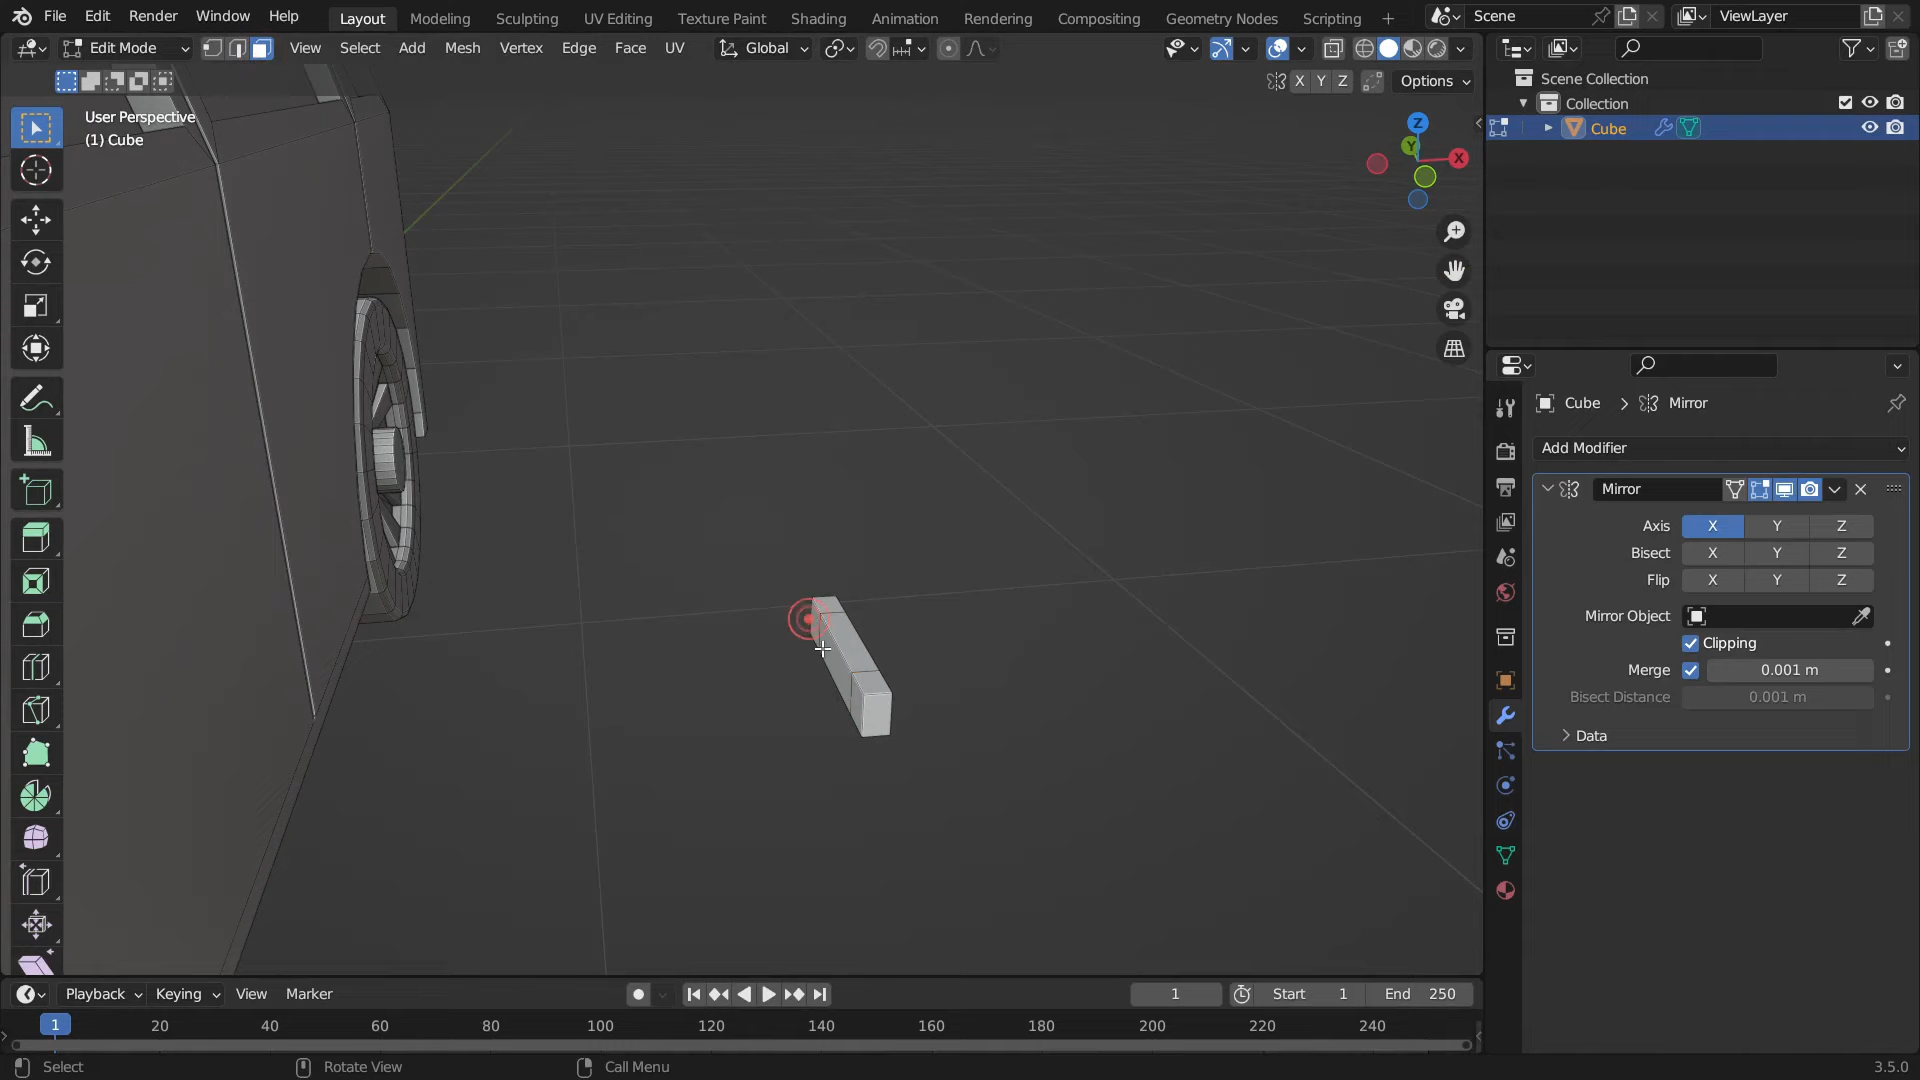 File Edit Render Window Help Layout Modeling Sculpting UV Editing Texture Paint Shading Animation Rendering Compositing Geometry Nodes Scripting + Scene ViewLayer
Edit Mode View Select Add Mesh Vertex Edge Face UV Global
X Y Z Options
User Perspective
(1) Cube
Z
Y
X
Scene Collection
Collection
Cube
Cube > Mirror
Add Modifier
Mirror
Axis X Y Z
Bisect X Y Z
Flip X Y Z
Mirror Object
Clipping
Merge 0.001 m
Bisect Distance 0.001 m
Data
Playback Keying View Marker 1 Start 1 End 250
1 20 40 60 80 100 120 140 160 180 200 220 240
Select Rotate View Call Menu 3.5.0